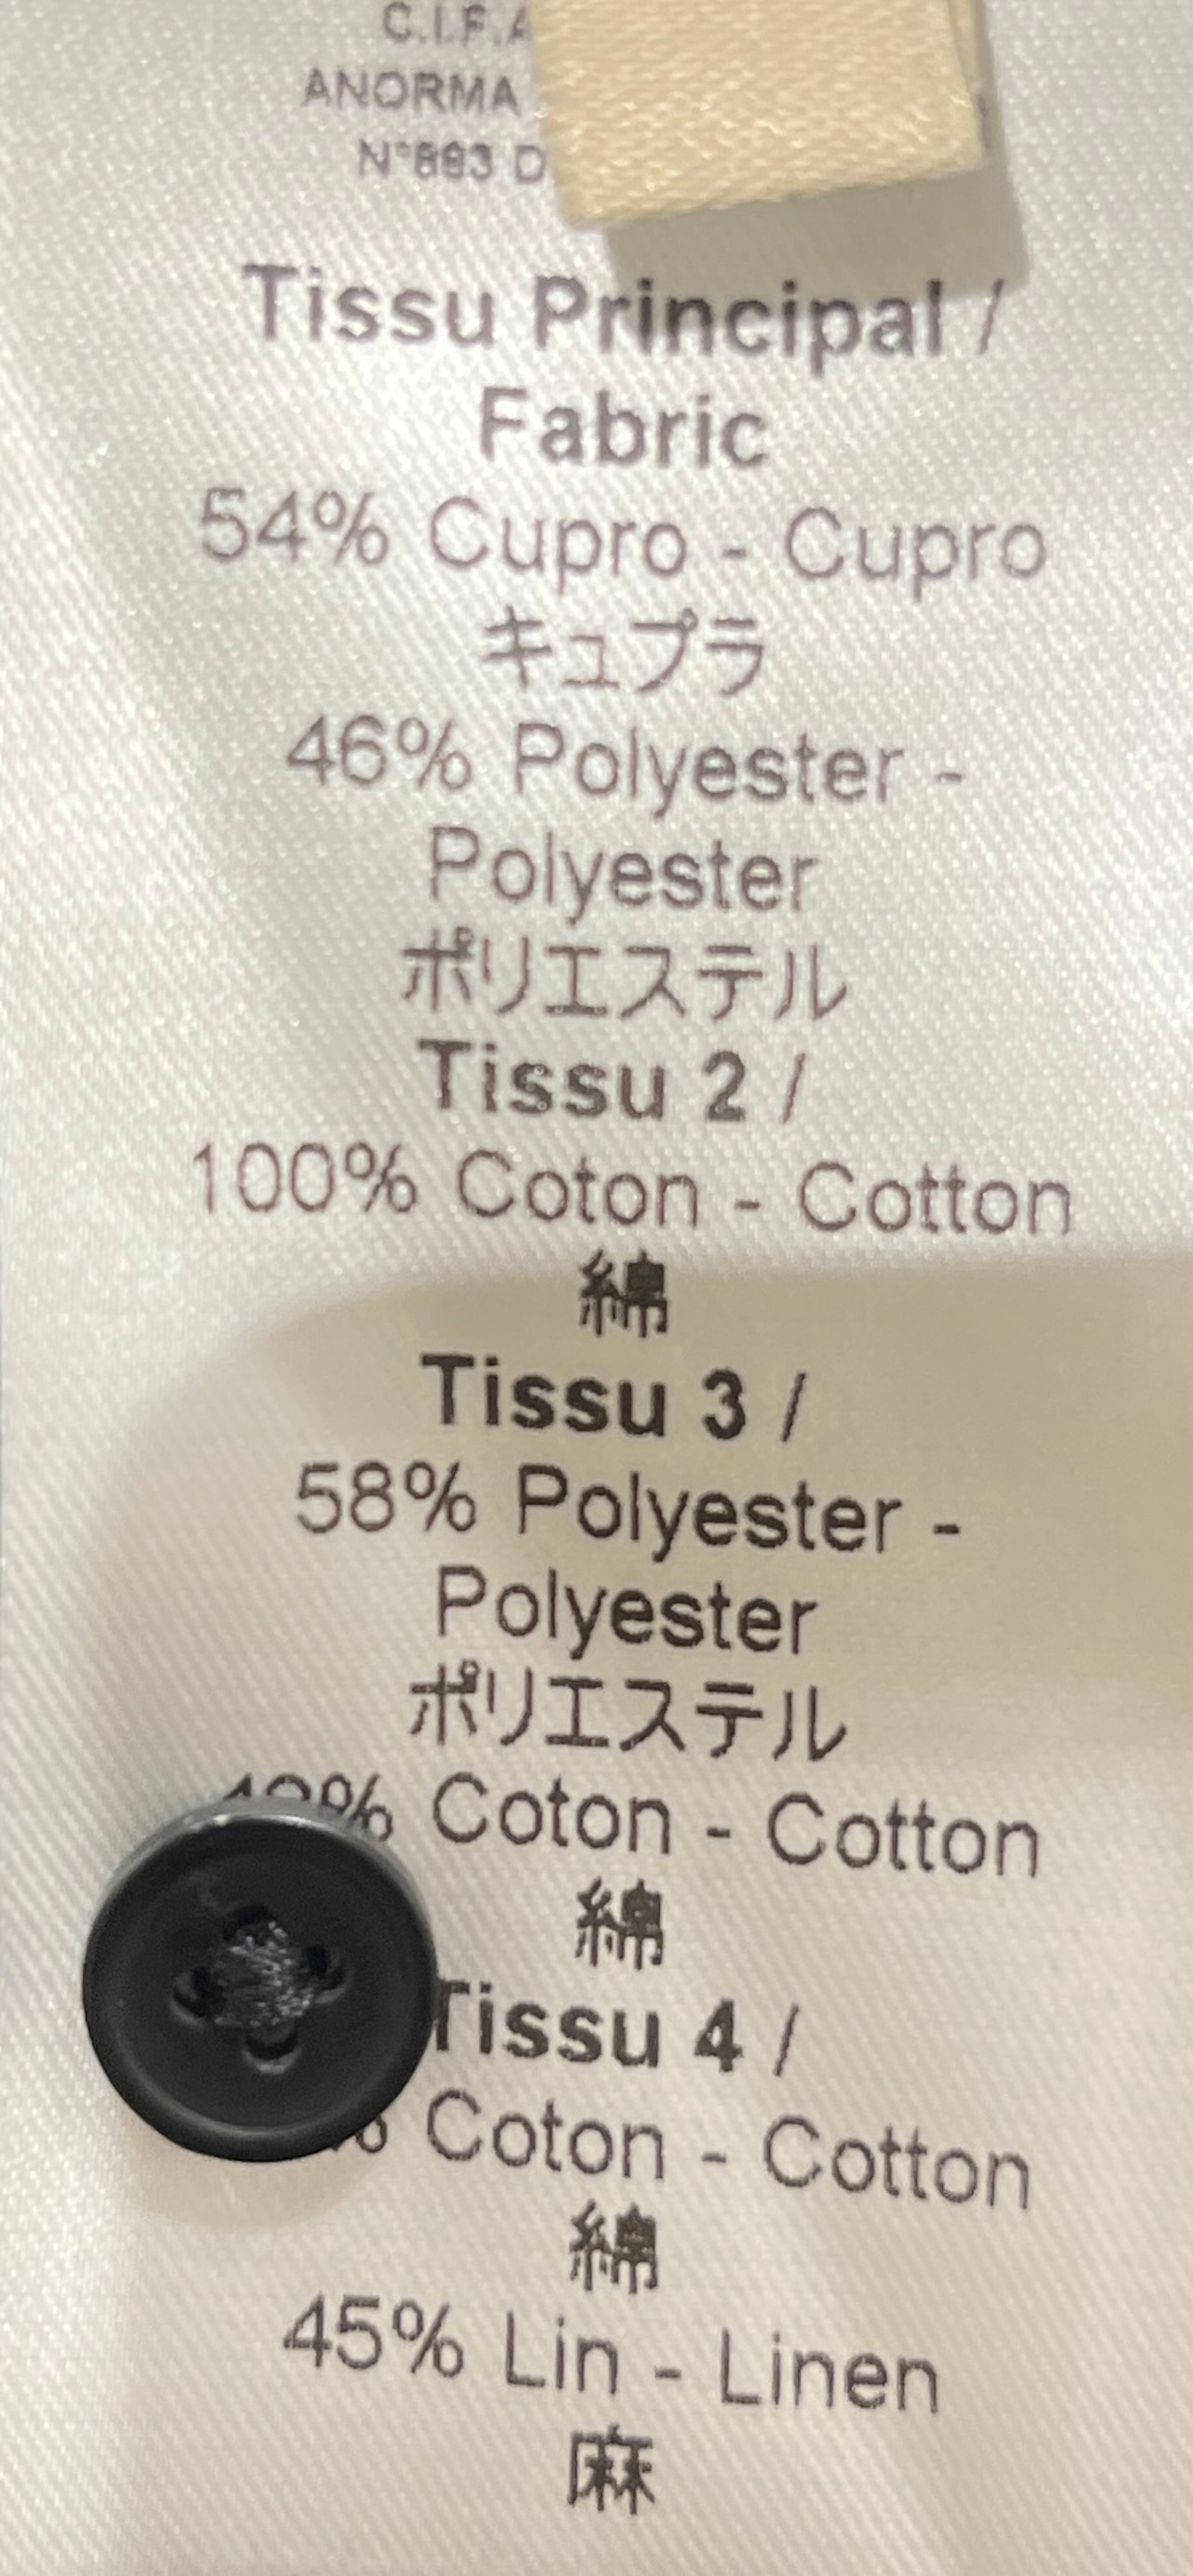 C.I.F.A
ANORMA
N°883 D
Tissu Principal /
Fabric
54% Cupro - Cupro
キュプラ
46% Polyester -
Polyester
ポリエステル
Tissu 2 /
100% Coton - Cotton
綿
Tissu 3 /
58% Polyester -
Polyester
ポリエステル
% Coton - Cotton
綿
Tissu 4 /
% Coton - Cotton
綿
45% Lin - Linen
麻